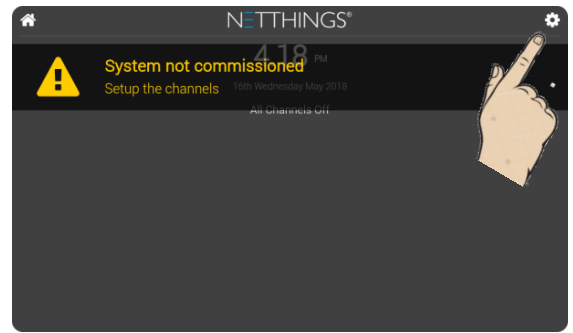 NETTHINGS®
4.18 PM
System not commissioned
Setup the channels
16th Wednesday May 2018
All Channels Off